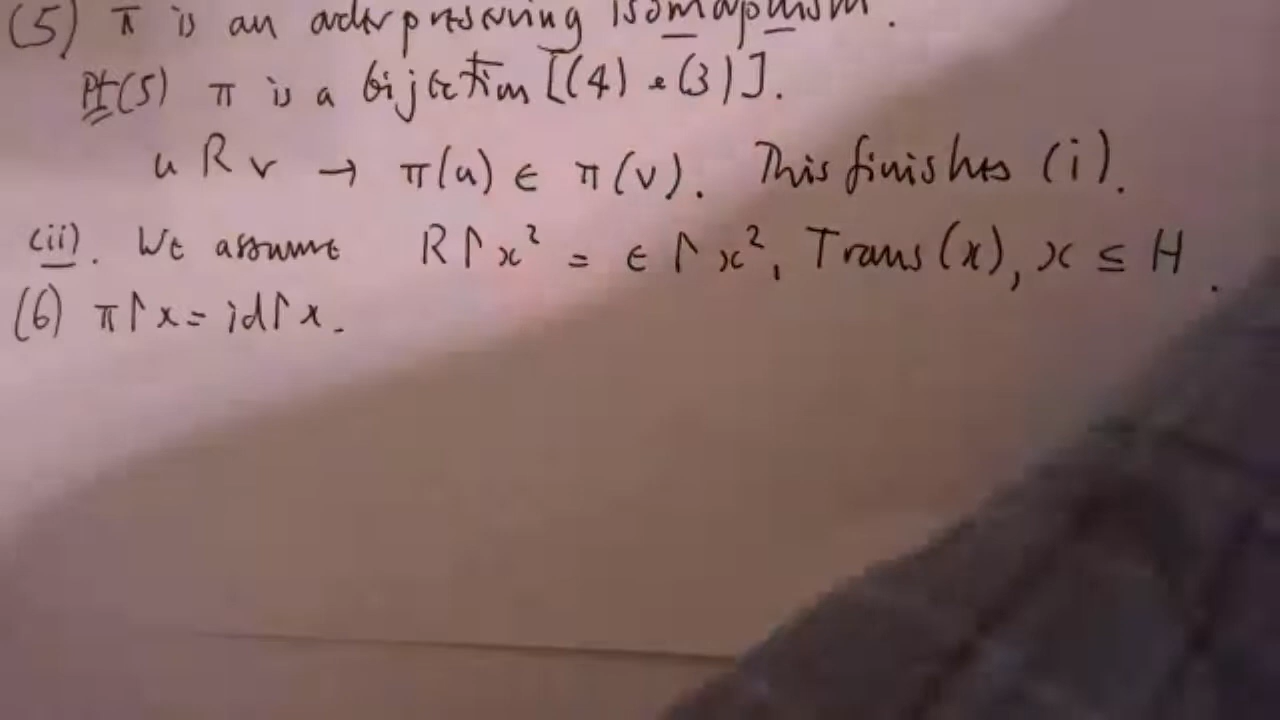 (5) π is an order preserving isomorphism.
Pf(5) π is a bijection [(4) + (3)].
u R v → π(u) ∈ π(v). This finishes (i).
(ii). We assume R↾x² = ∈↾x², Trans(x), x ⊆ H.
(6) π↾x = id↾x.